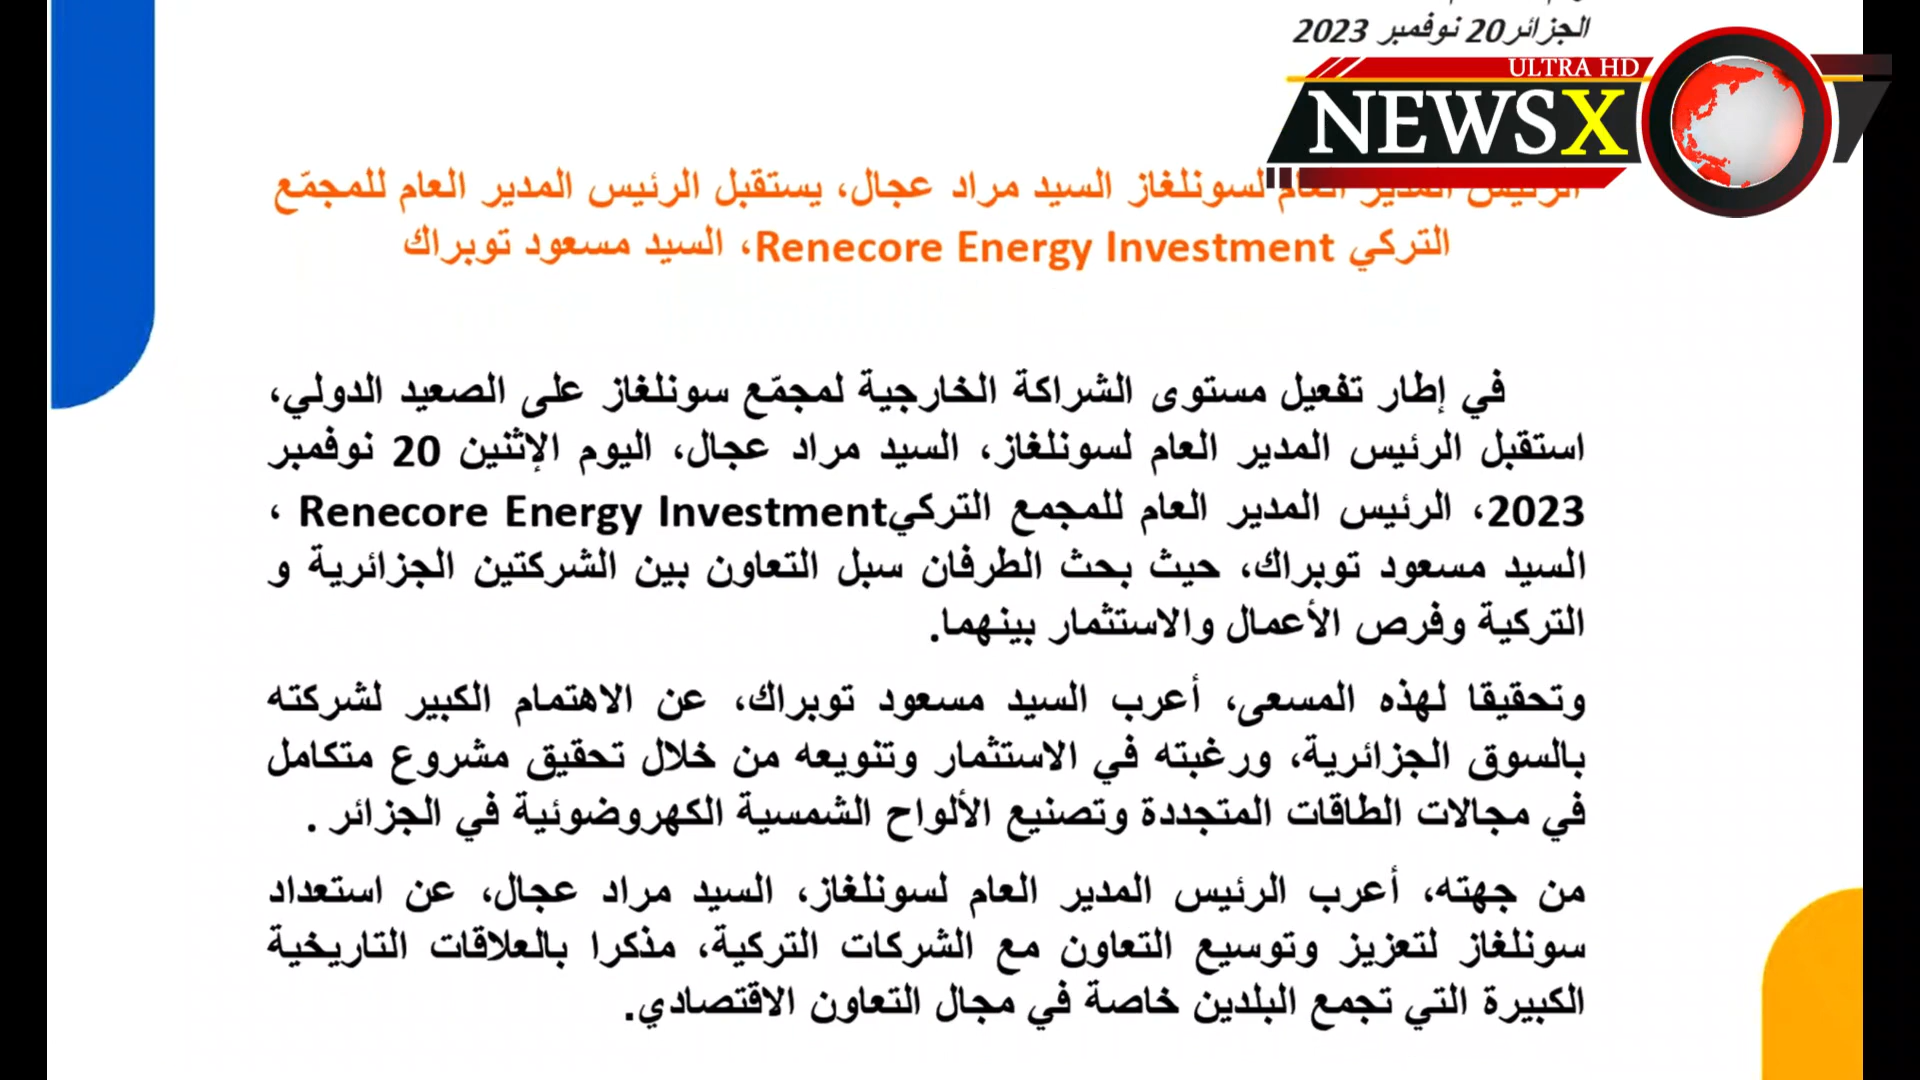 الجزائر 20 نوفمبر 2023
ULTRA HD
NEWSX
لسونلغاز السيد مراد عجال، يستقبل الرئيس المدير العام للمجمّع
التركي Renecore Energy Investment، السيد مسعود توبراك
في إطار تفعيل مستوى الشراكة الخارجية لمجمّع سونلغاز على الصعيد الدولي،
استقبل الرئيس المدير العام لسونلغاز، السيد مراد عجال، اليوم الإثنين 20 نوفمبر
2023، الرئيس المدير العام للمجمع التركيRenecore Energy Investment ،
السيد مسعود توبراك، حيث بحث الطرفان سبل التعاون بين الشركتين الجزائرية و
التركية وفرص الأعمال والاستثمار بينهما.
وتحقيقا لهذه المسعى، أعرب السيد مسعود توبراك، عن الاهتمام الكبير لشركته
بالسوق الجزائرية، ورغبته في الاستثمار وتنويعه من خلال تحقيق مشروع متكامل
في مجالات الطاقات المتجددة وتصنيع الألواح الشمسية الكهروضوئية في الجزائر .
من جهته، أعرب الرئيس المدير العام لسونلغاز، السيد مراد عجال، عن استعداد
سونلغاز لتعزيز وتوسيع التعاون مع الشركات التركية، مذكرا بالعلاقات التاريخية
الكبيرة التي تجمع البلدين خاصة في مجال التعاون الاقتصادي.